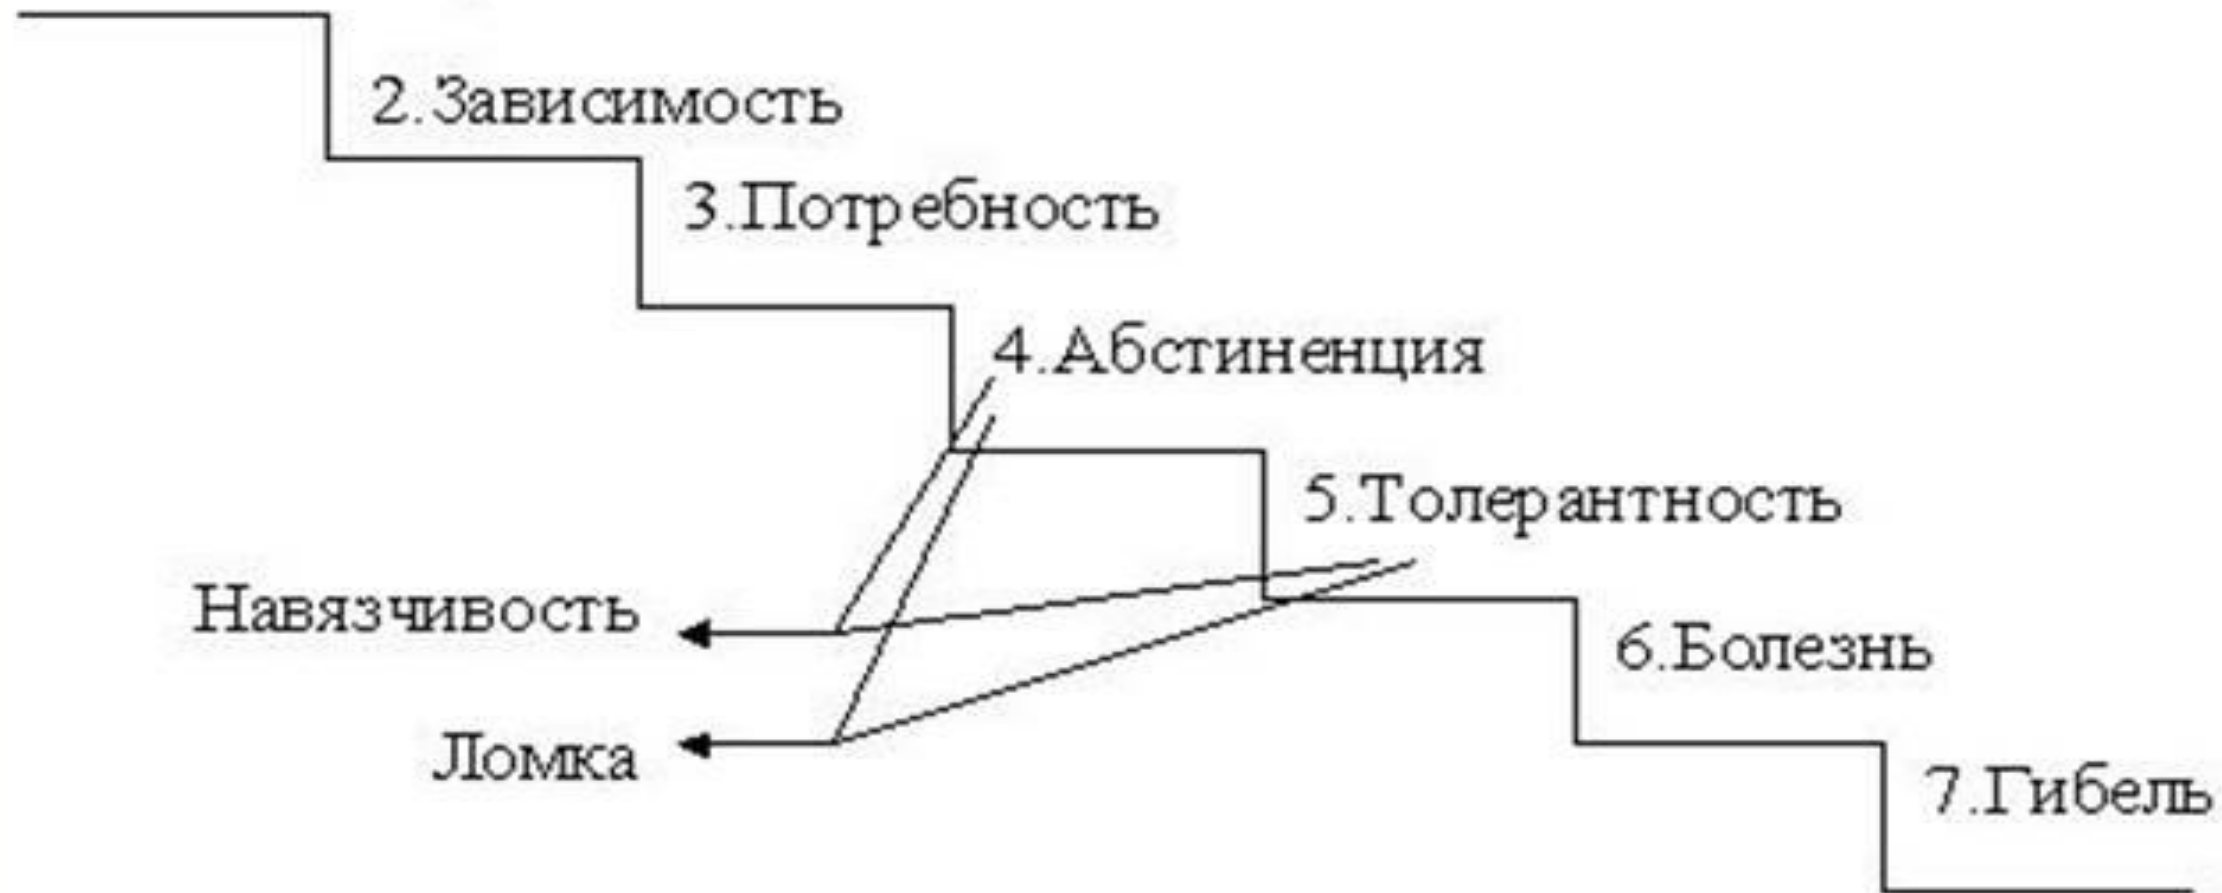 2.Зависимость
3.Потребность
4.Абстиненция
5.Толерантность
Навязчивость
6.Болезнь
Ломка
7.Гибель